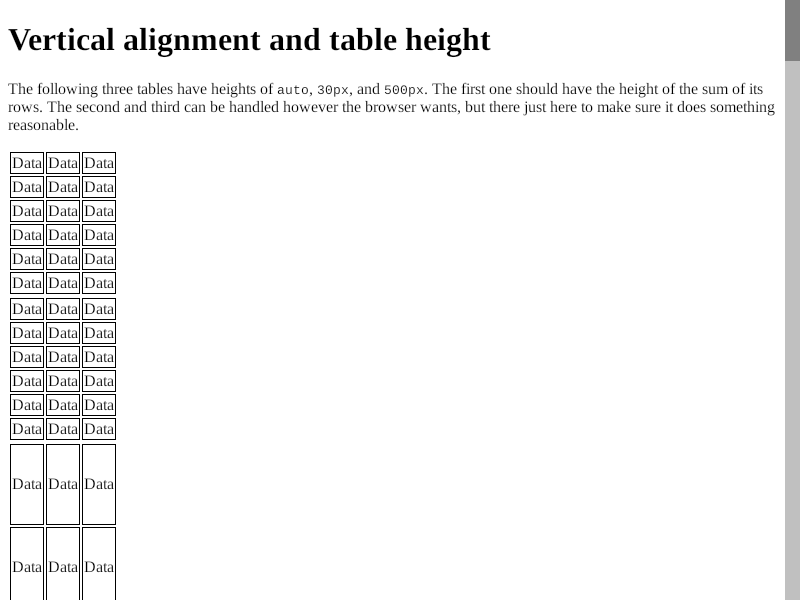 Vertical alignment and table height
The following three tables have heights of auto, 30px, and 500px. The first one should have the height of the sum of its
rows. The second and third can be handled however the browser wants, but there just here to make sure it does something
reasonable.
Data Data Data
Data Data Data
Data Data Data
Data Data Data
Data Data Data
Data Data Data
Data Data Data
Data Data Data
Data Data Data
Data Data Data
Data Data Data
Data Data Data
Data Data Data
Data Data Data